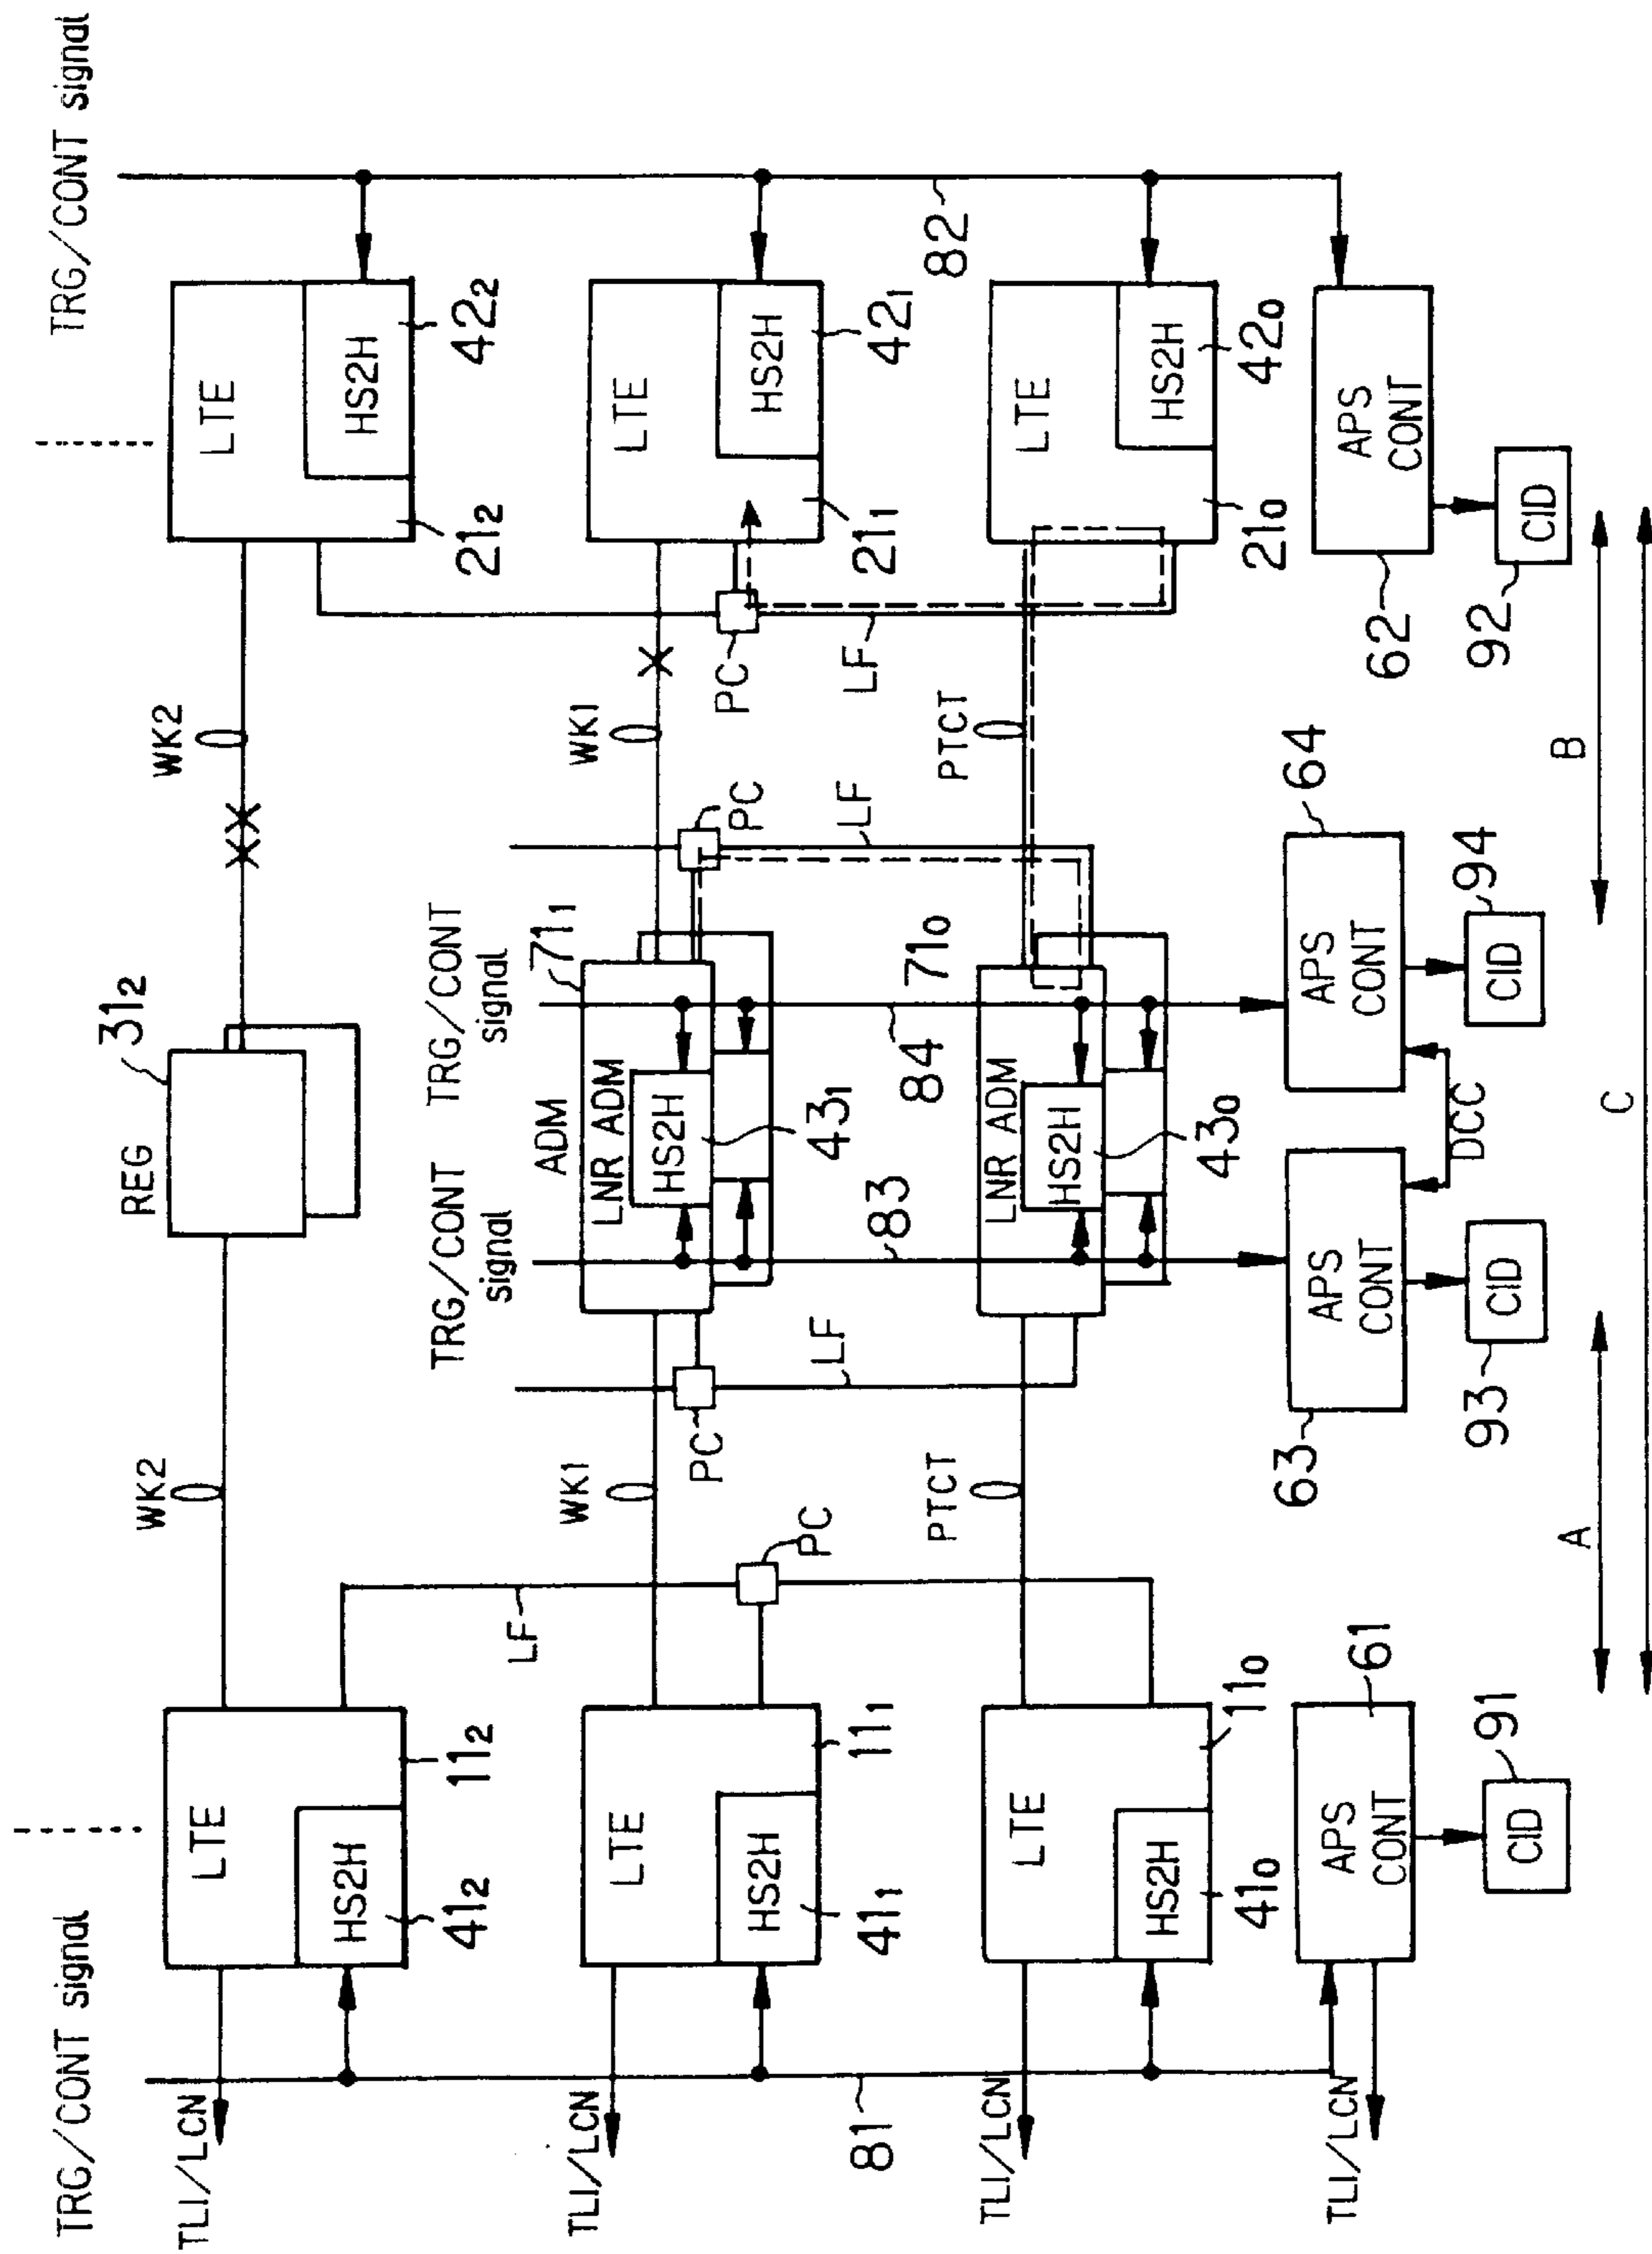 TRG/CONT signal
TRG/CONT signal
TLI/LCN
LTE
HS2H
41₂
11₂
WK2
REG
31₂
WK2
LTE
HS2H
21₂
42₂
LF
TRG/CONT
signal
TRG/CONT
signal
TLI/LCN
LTE
HS2H
41₁
11₁
PC
WK1
PC
LF
ADM
71₁
LNR ADM
HS2H
43₁
PC
LF
WK1
PC
LF
LTE
HS2H
21₁
42₁
81
83
84
82
TLI/LCN
LTE
HS2H
41₀
11₀
PTCT
71₀
LNR ADM
HS2H
43₀
PTCT
LTE
HS2H
21₀
42₀
TLI/LCN
APS
CONT
61
CID
91
APS
CONT
63
CID
93
DCC
APS
CONT
64
CID
94
APS
CONT
62
CID
92
A
B
C